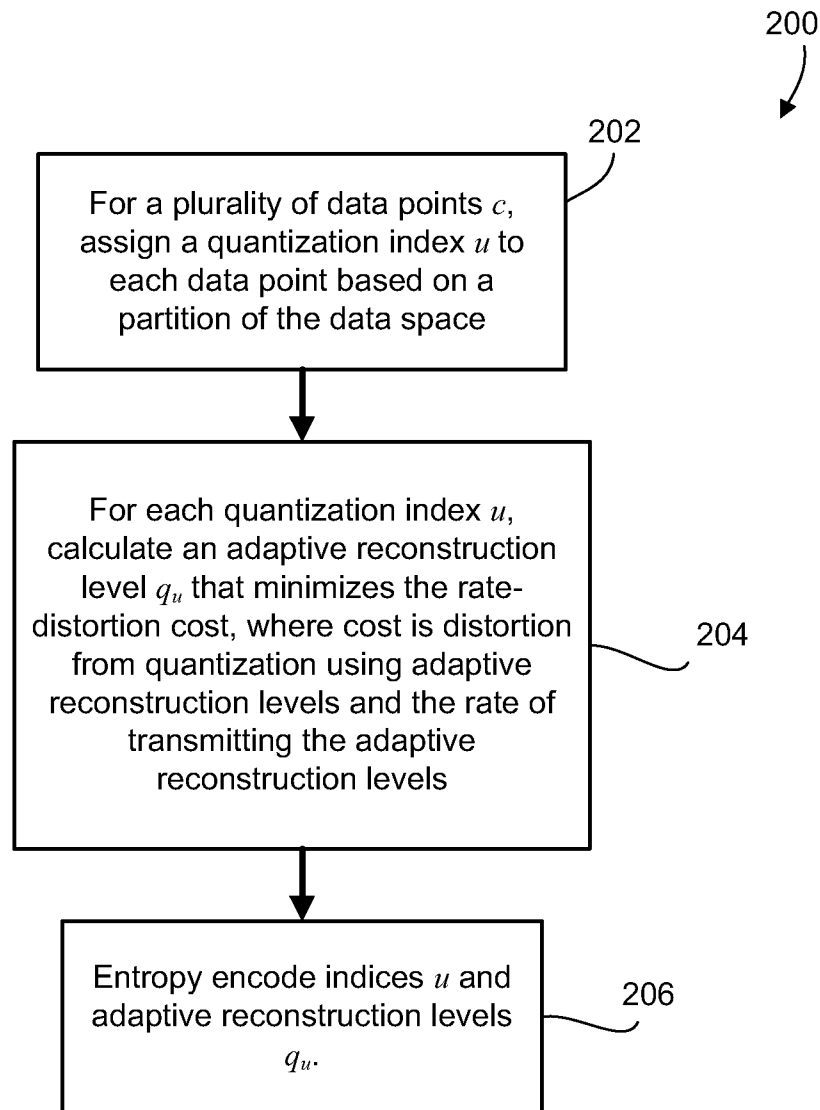 200
202
For a plurality of data points c,
assign a quantization index u to
each data point based on a
partition of the data space
For each quantization index u,
calculate an adaptive reconstruction
level qᵤ that minimizes the rate-
distortion cost, where cost is distortion
from quantization using adaptive
reconstruction levels and the rate of
transmitting the adaptive
reconstruction levels
204
Entropy encode indices u and
adaptive reconstruction levels
qᵤ.
206